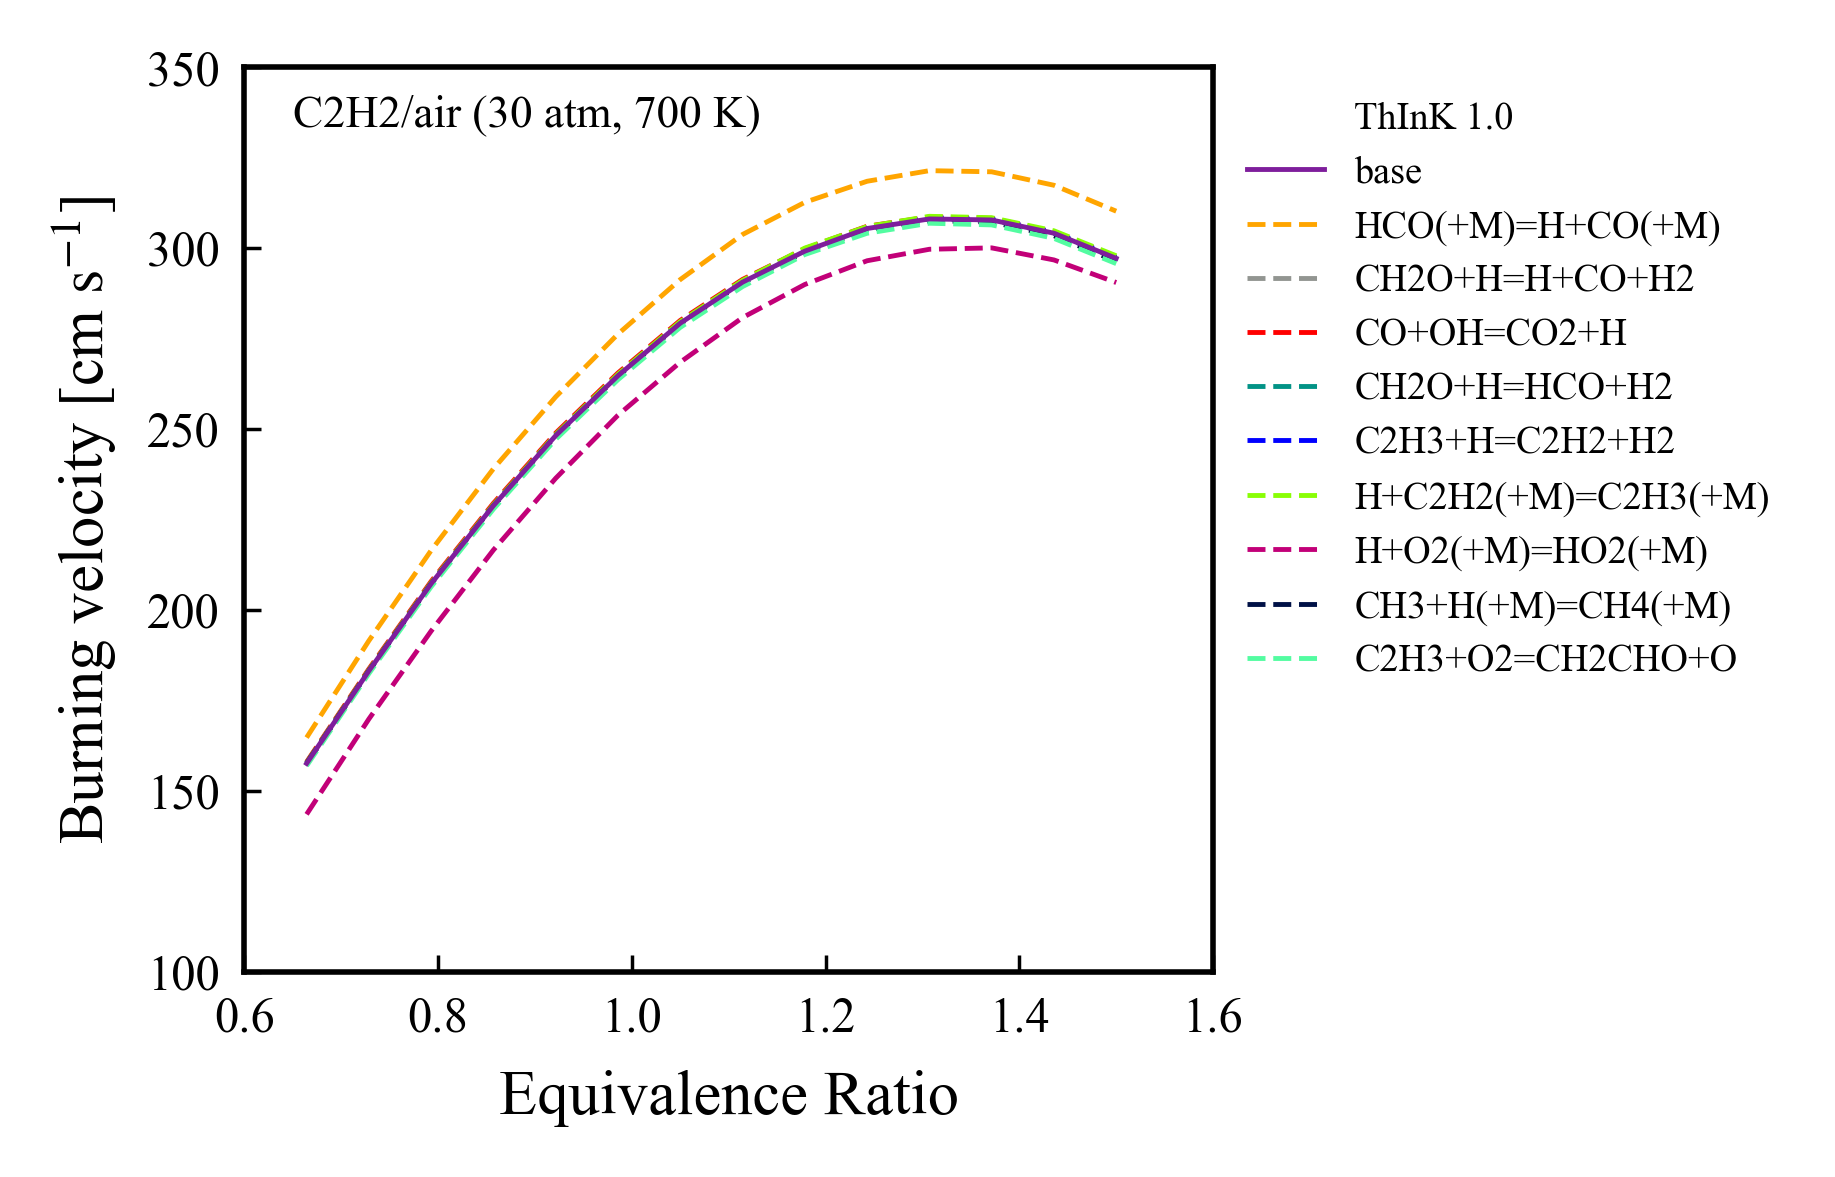 C2H2/air (30 atm, 700 K)
350
300
250
200
150
100
0.6 0.8 1.0 1.2 1.4 1.6
Burning velocity [cm s⁻¹]
Equivalence Ratio
ThInK 1.0
base
HCO(+M)=H+CO(+M)
CH2O+H=H+CO+H2
CO+OH=CO2+H
CH2O+H=HCO+H2
C2H3+H=C2H2+H2
H+C2H2(+M)=C2H3(+M)
H+O2(+M)=HO2(+M)
CH3+H(+M)=CH4(+M)
C2H3+O2=CH2CHO+O